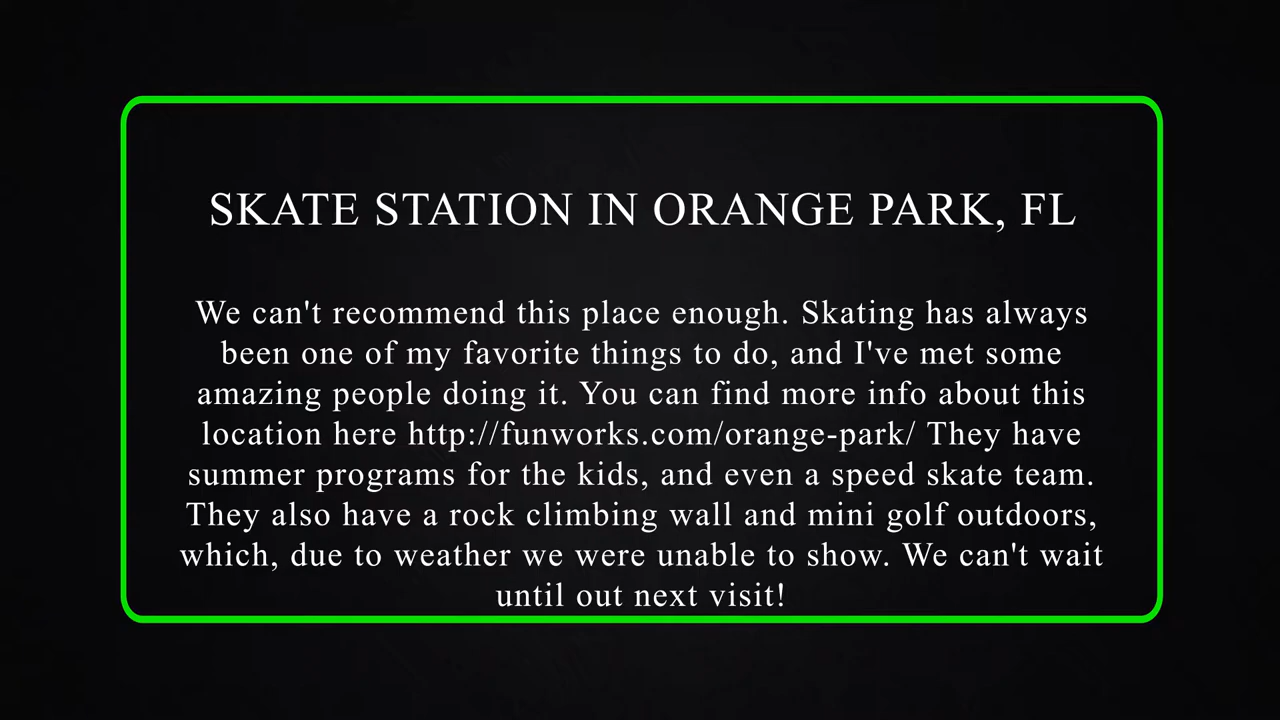 SKATE STATION IN ORANGE PARK, FL
We can't recommend this place enough. Skating has always
been one of my favorite things to do, and I've met some
amazing people doing it. You can find more info about this
location here http://funworks.com/orange-park/ They have
summer programs for the kids, and even a speed skate team.
They also have a rock climbing wall and mini golf outdoors,
which, due to weather we were unable to show. We can't wait
until out next visit!